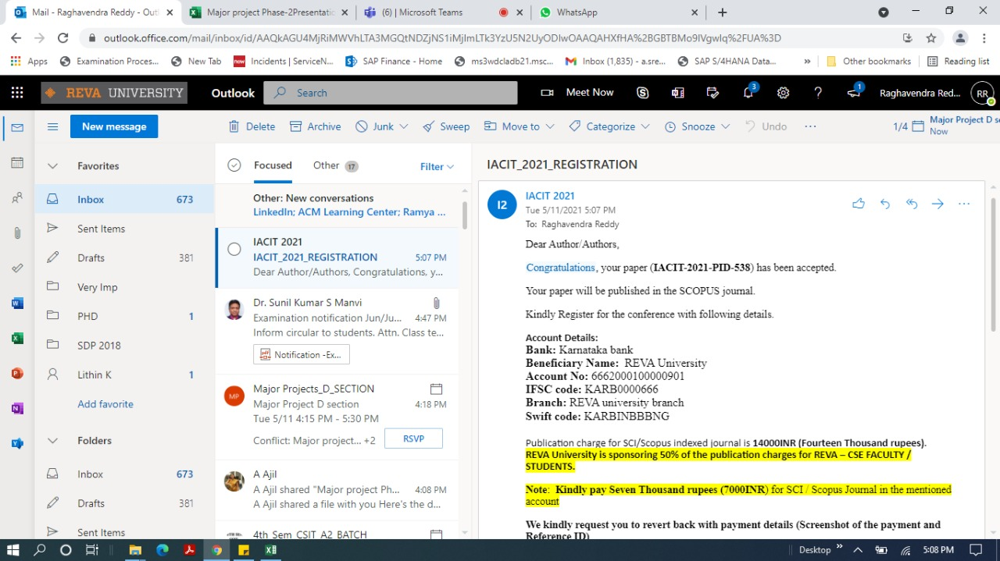 Mail - Raghavendra Reddy - Outl
Major project Phase-2Presentatic
(6) | Microsoft Teams
WhatsApp
outlook.office.com/mail/inbox/id/AAQkAGU4MjRiMWVhLTA3MGQtNDZjNS1iMjlmLTk3YzU5N2UyODIwOAAQAHXfHA%2BGBTBMo9IVgwIq%2FUA%3D
Apps
Examination Proces...
New Tab
now
Incidents | ServiceN...
SAP Finance - Home
ms3wdcladb21.msc...
Inbox (1,835) - a.sre...
SAP S/4HANA Data...
»
Other bookmarks
Reading list
REVA UNIVERSITY
Outlook
Search
Meet Now
3
1
Raghavendra Red...
RR
New message
Delete
Archive
Junk
Sweep
Move to
Categorize
Snooze
Undo
...
1/4
Major Project D se
Now
Favorites
Inbox 673
Sent Items
Drafts 381
Very Imp
PHD 1
SDP 2018
Lithin K 1
Add favorite
Folders
Inbox 673
Drafts 381
Sent Items
Focused
Other 17
Filter
Other: New conversations
LinkedIn; ACM Learning Center; Ramya ...
IACIT 2021
IACIT_2021_REGISTRATION 5:07 PM
Dear Author/Authors, Congratulations, y...
Dr. Sunil Kumar S Manvi
Examination notification Jun/Ju... 4:47 PM
Inform circular to students. Attn. Class te...
Notification -Ex...
MP
Major Projects_D_SECTION
Major Project D section 4:18 PM
Tue 5/11 4:15 PM - 5:30 PM
Conflict: Major project... +2 RSVP
A Ajil
A Ajil shared "Major project Ph... 4:08 PM
A Ajil shared a file with you Here's the d...
4th_Sem_CSIT_A2_BATCH
IACIT_2021_REGISTRATION
I2
IACIT 2021
Tue 5/11/2021 5:07 PM
To: Raghavendra Reddy
Dear Author/Authors,
Congratulations, your paper (IACIT-2021-PID-538) has been accepted.
Your paper will be published in the SCOPUS journal.
Kindly Register for the conference with following details.
Account Details:
Bank: Karnataka bank
Beneficiary Name: REVA University
Account No: 6662000100000901
IFSC code: KARB0000666
Branch: REVA university branch
Swift code: KARBINBBBNG
Publication charge for SCI/Scopus indexed journal is 14000INR (Fourteen Thousand rupees).
REVA University is sponsoring 50% of the publication charges for REVA – CSE FACULTY /
STUDENTS.
Note: Kindly pay Seven Thousand rupees (7000INR) for SCI / Scopus Journal in the mentioned
account
We kindly request you to revert back with payment details (Screenshot of the payment and
Reference ID)
Desktop »
5:08 PM